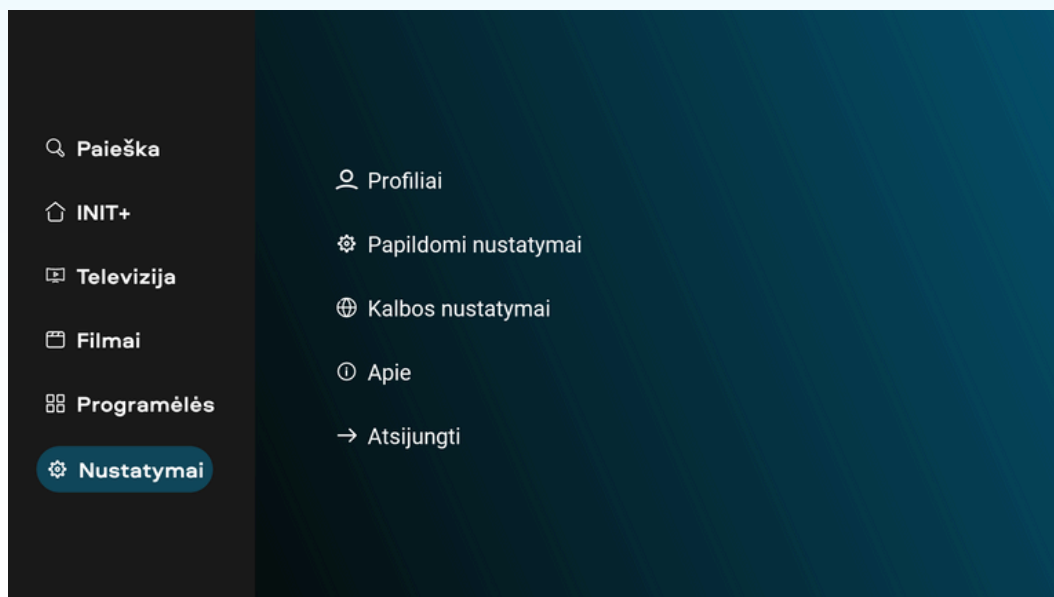 Paieška
INIT+
Televizija
Filmai
Programėlės
Nustatymai
Profiliai
Papildomi nustatymai
Kalbos nustatymai
Apie
Atsijungti